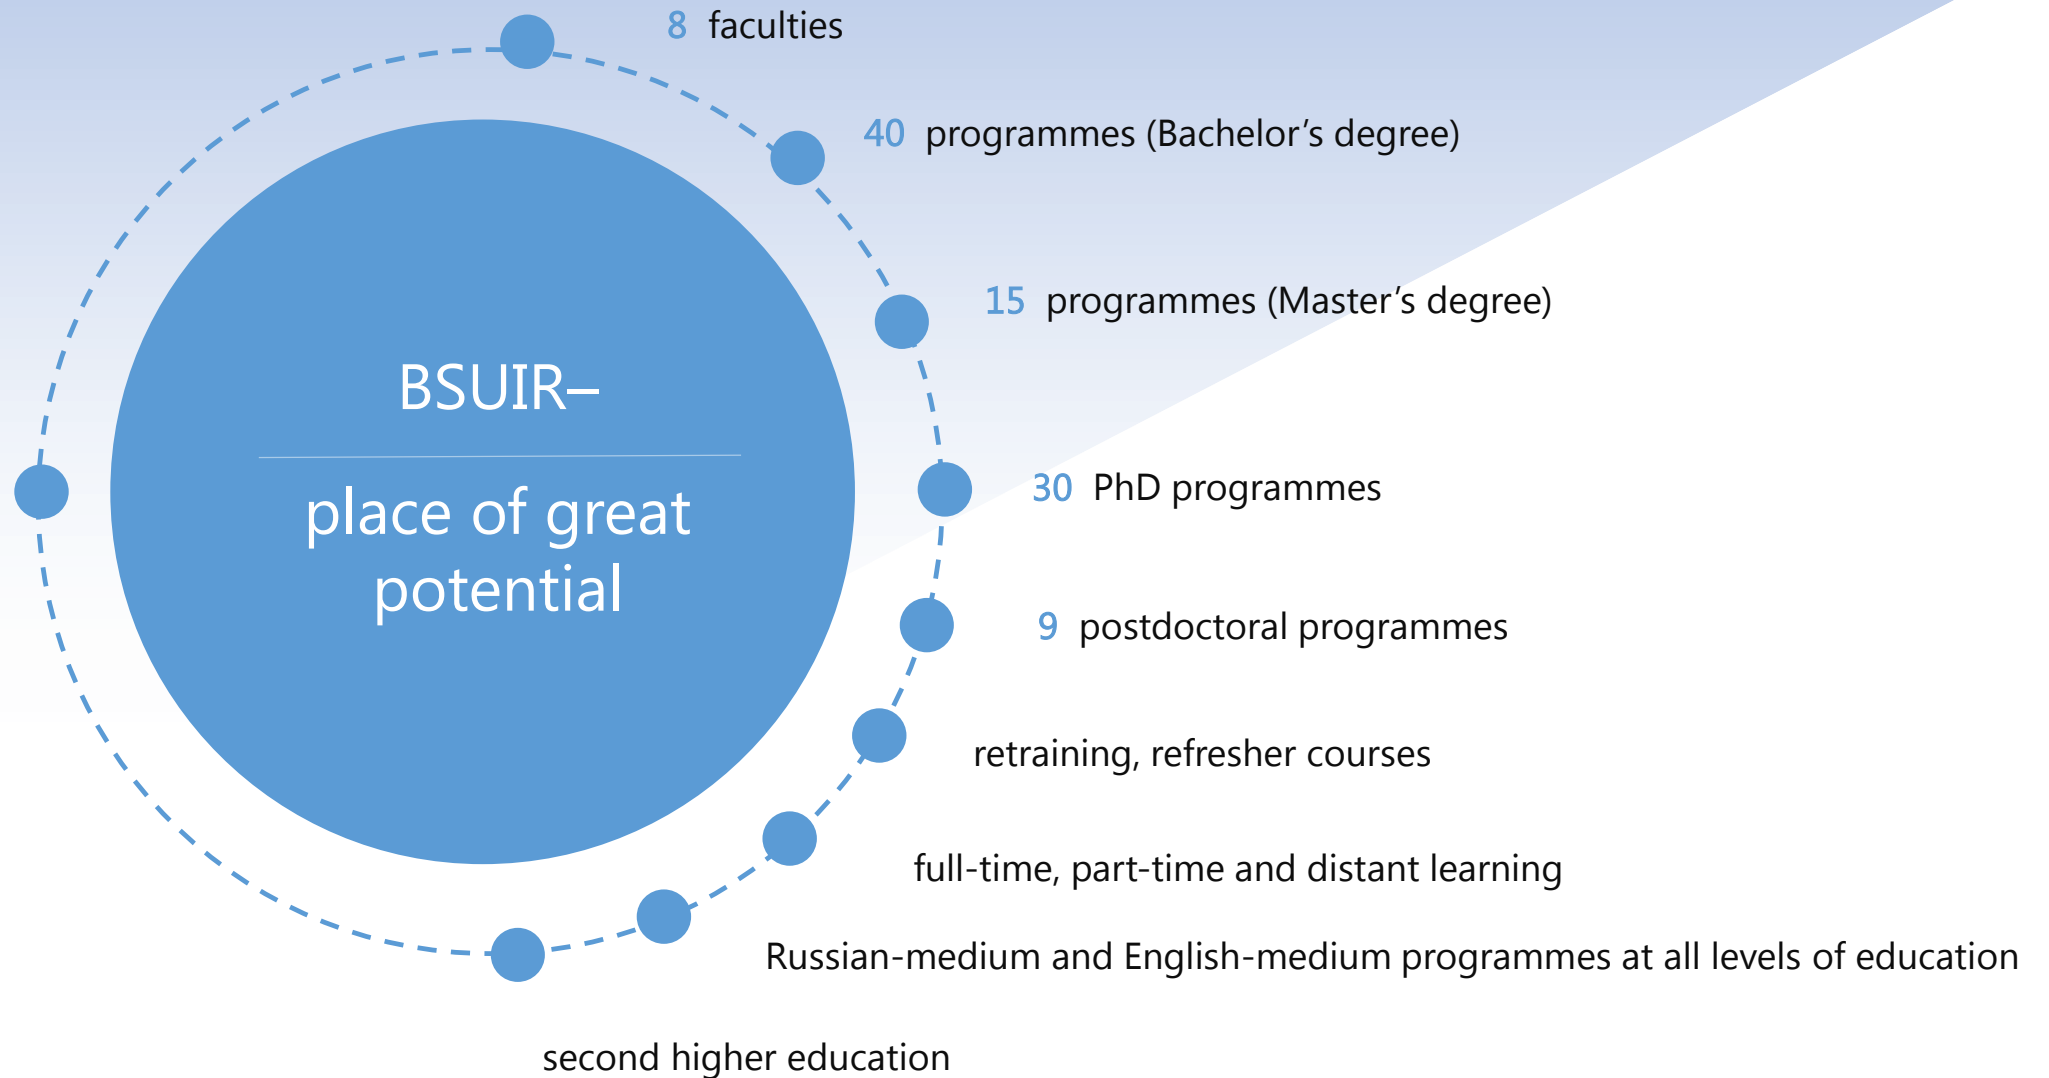 8 faculties
40 programmes (Bachelor’s degree)
15 programmes (Master’s degree)
BSUIR–
place of great
potential
30 PhD programmes
9 postdoctoral programmes
retraining, refresher courses
full-time, part-time and distant learning
Russian-medium and English-medium programmes at all levels of education
second higher education